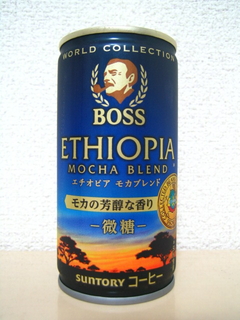 WORLD COLLECTION
BOSS
ETHIOPIA
MOCHA BLEND
エチオピア モカブレンド
モカの芳醇な香り
－微糖－
SUNTORY コーヒー